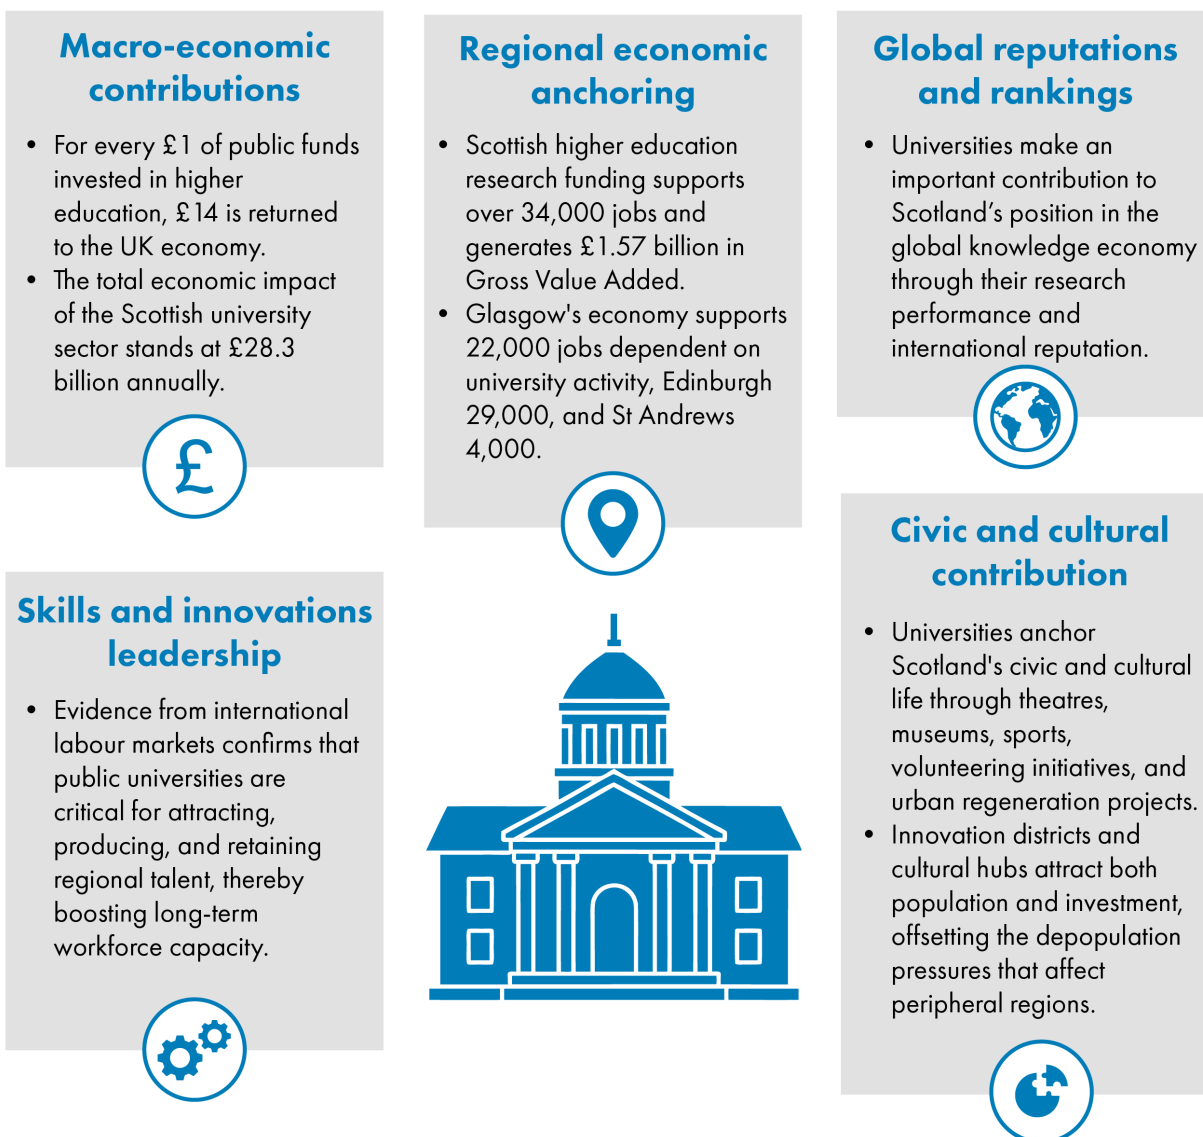 Macro-economic
contributions
• For every £1 of public funds
invested in higher
education, £14 is returned
to the UK economy.
• The total economic impact
of the Scottish university
sector stands at £28.3
billion annually.
£
Regional economic
anchoring
• Scottish higher education
research funding supports
over 34,000 jobs and
generates £1.57 billion in
Gross Value Added.
• Glasgow's economy supports
22,000 jobs dependent on
university activity, Edinburgh
29,000, and St Andrews
4,000.
Global reputations
and rankings
• Universities make an
important contribution to
Scotland’s position in the
global knowledge economy
through their research
performance and
international reputation.
Skills and innovations
leadership
• Evidence from international
labour markets confirms that
public universities are
critical for attracting,
producing, and retaining
regional talent, thereby
boosting long-term
workforce capacity.
Civic and cultural
contribution
• Universities anchor
Scotland's civic and cultural
life through theatres,
museums, sports,
volunteering initiatives, and
urban regeneration projects.
• Innovation districts and
cultural hubs attract both
population and investment,
offsetting the depopulation
pressures that affect
peripheral regions.